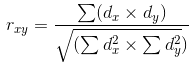 r_{xy} = \frac{\sum (d_x \times d_y)}{\sqrt{(\sum d_x^2 \times \sum d_y^2)}}